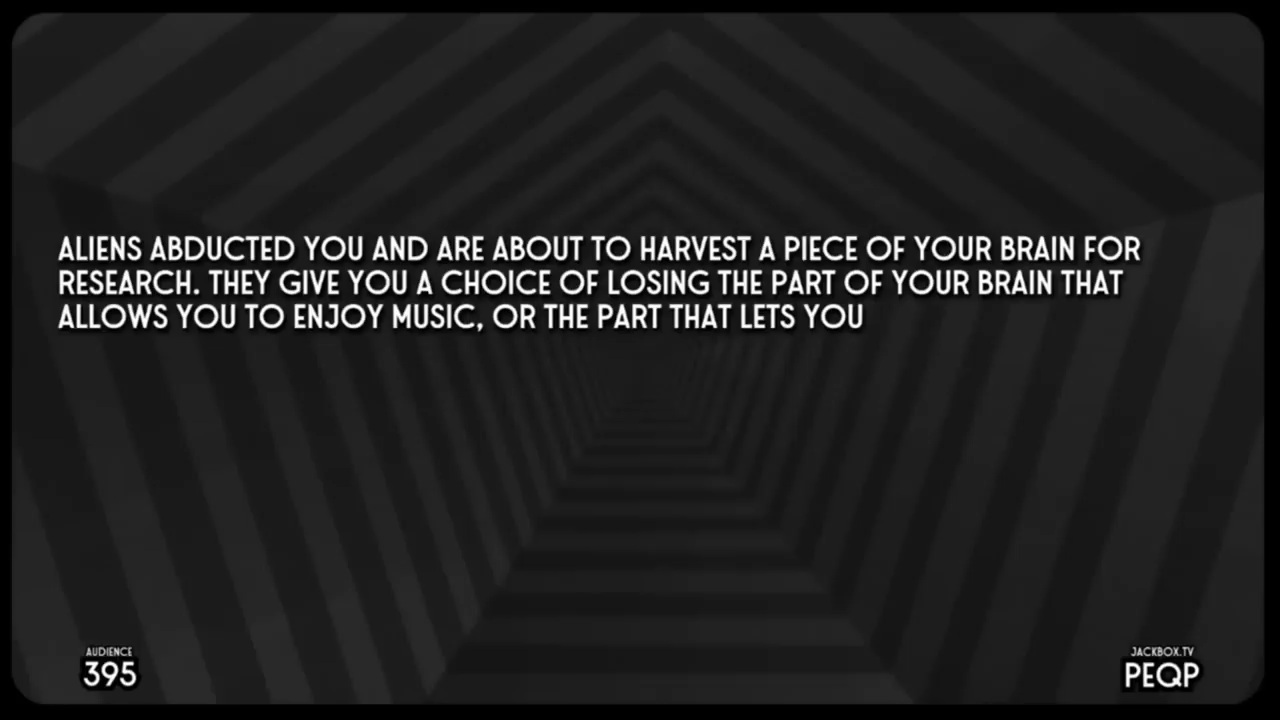 ALIENS ABDUCTED YOU AND ARE ABOUT TO HARVEST A PIECE OF YOUR BRAIN FOR
RESEARCH. THEY GIVE YOU A CHOICE OF LOSING THE PART OF YOUR BRAIN THAT
ALLOWS YOU TO ENJOY MUSIC, OR THE PART THAT LETS YOU
AUDIENCE
395
JACKBOX.TV
PEQP